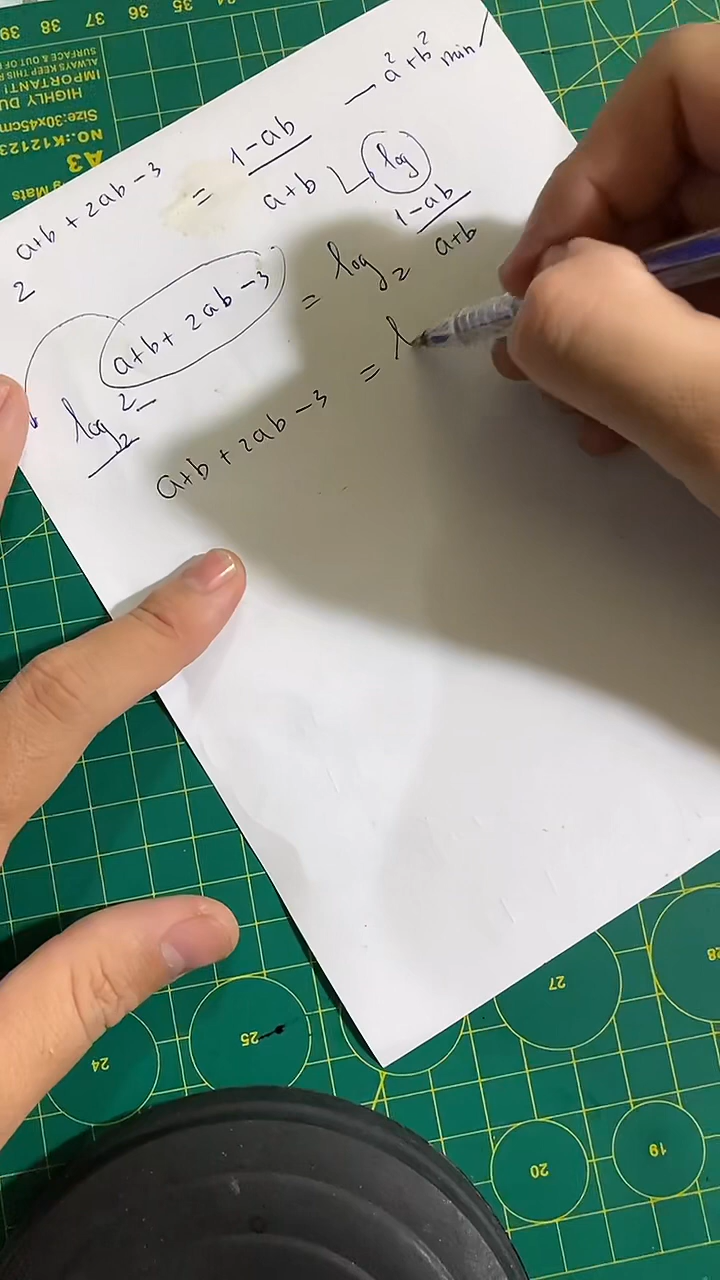 39 38 37 36 35
SURFACE & OUT OF
ALWAYS KEEP THIS
IMPORTANT!
HIGHLY DU
Size:30x45cm
NO.:K12123
A3
Mats
2^(a+b+2ab-3) = (1-ab)/(a+b) — a²+b² min
log
log₂ 2^(a+b+2ab-3) = log₂ (1-ab)/(a+b)
a+b+2ab-3 = l
28
27
25
24
20
19